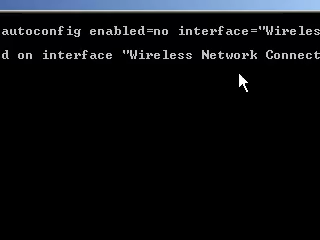 autoconfig enabled=no interface="Wireles
d on interface "Wireless Network Connect